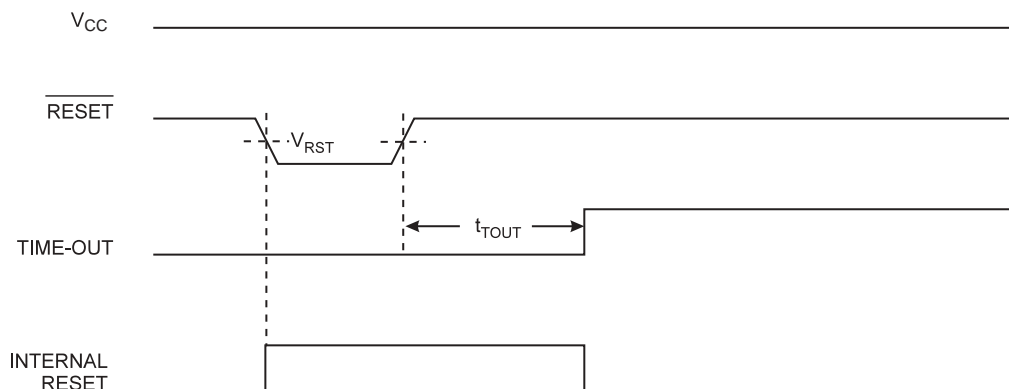 VCC
RESET
VRST
tTOUT
TIME-OUT
INTERNAL
RESET